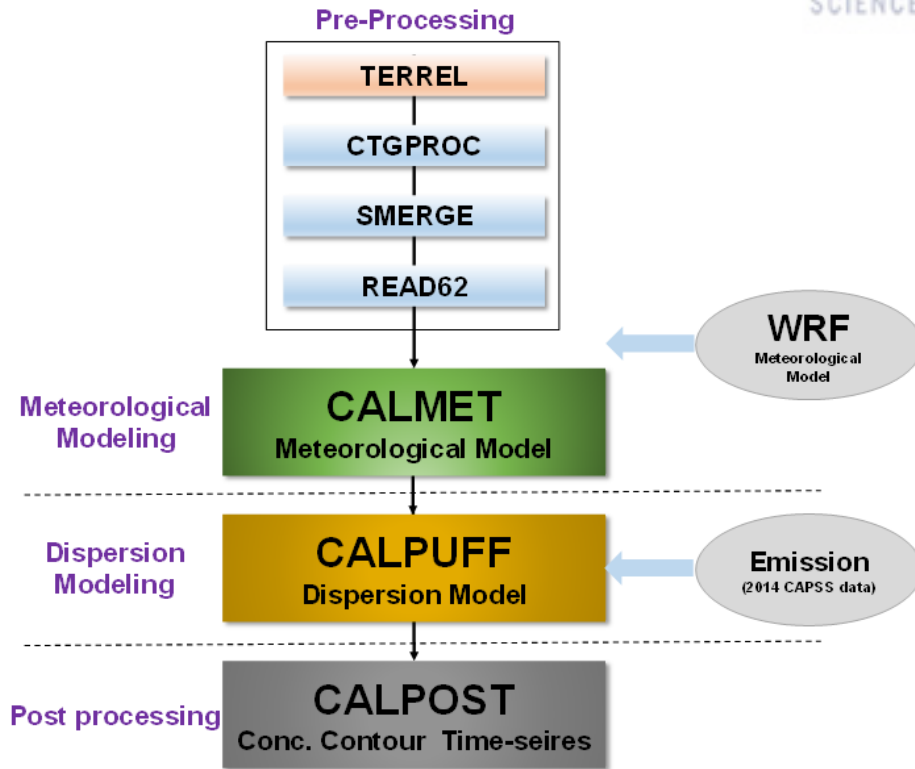 SCIENCE
Pre-Processing
TERREL
CTGPROC
SMERGE
READ62
WRF
Meteorological
Model
Meteorological
Modeling
CALMET
Meteorological Model
Dispersion
Modeling
CALPUFF
Dispersion Model
Emission
(2014 CAPSS data)
Post processing
CALPOST
Conc. Contour Time-seires